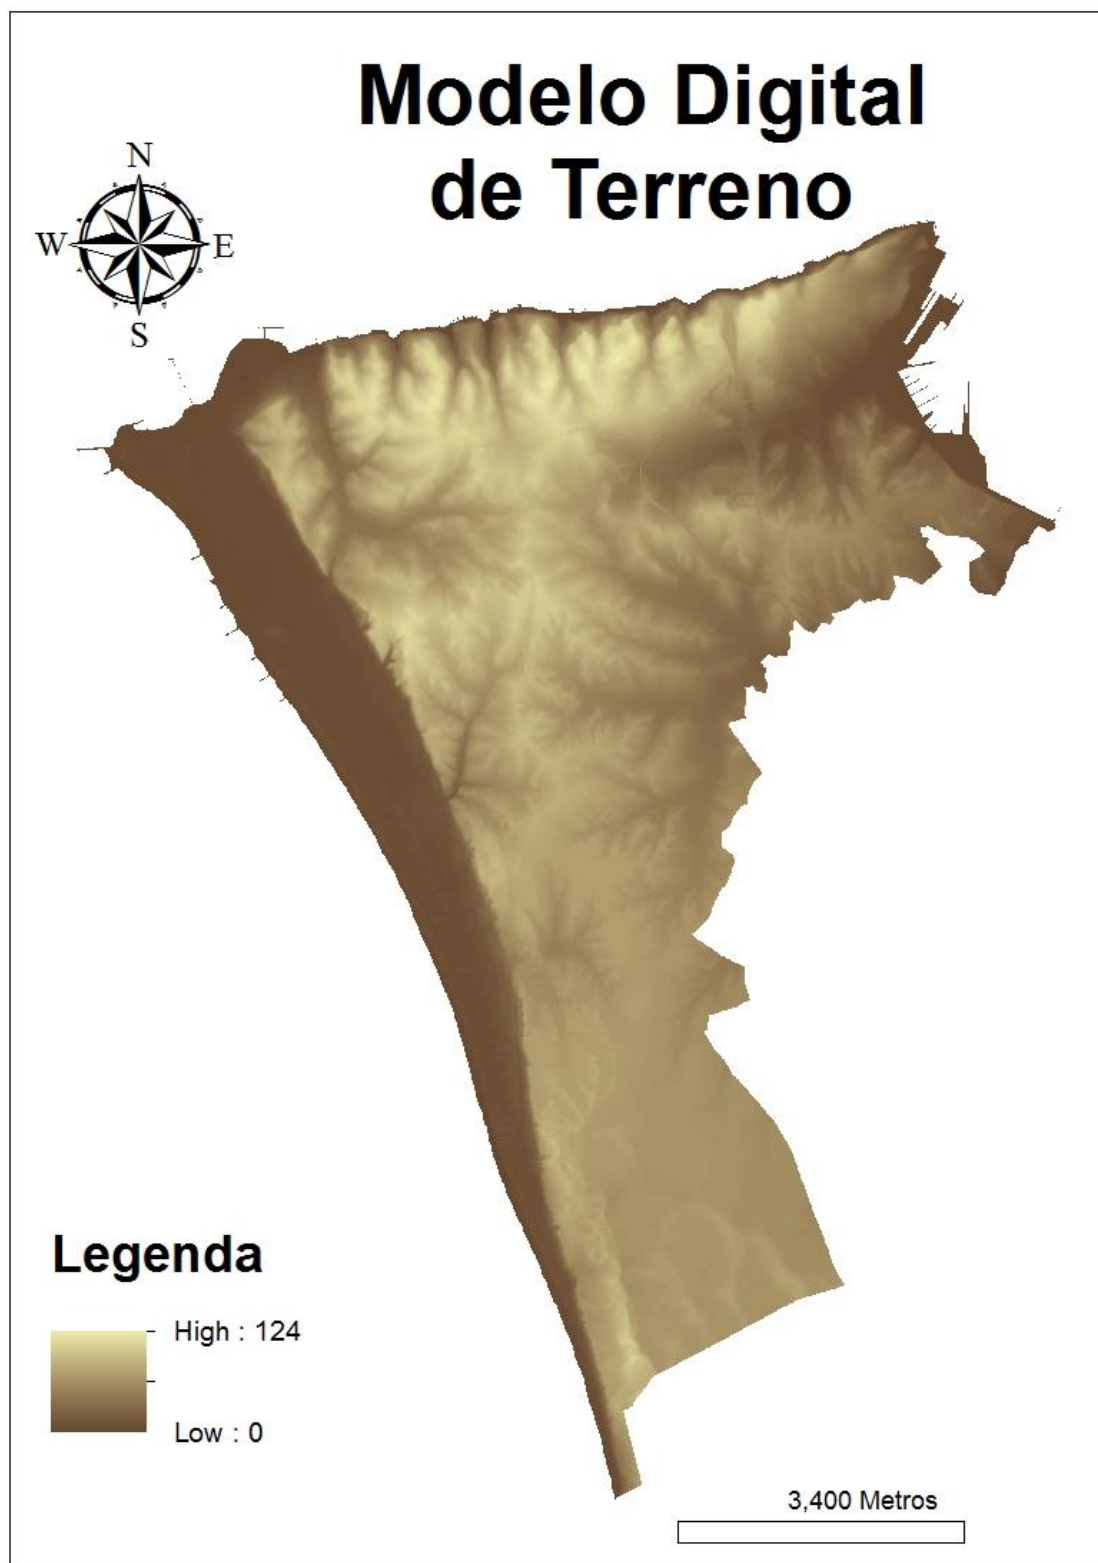 Modelo Digital
de Terreno
N
W E
S
Legenda
High : 124
Low : 0
3,400 Metros